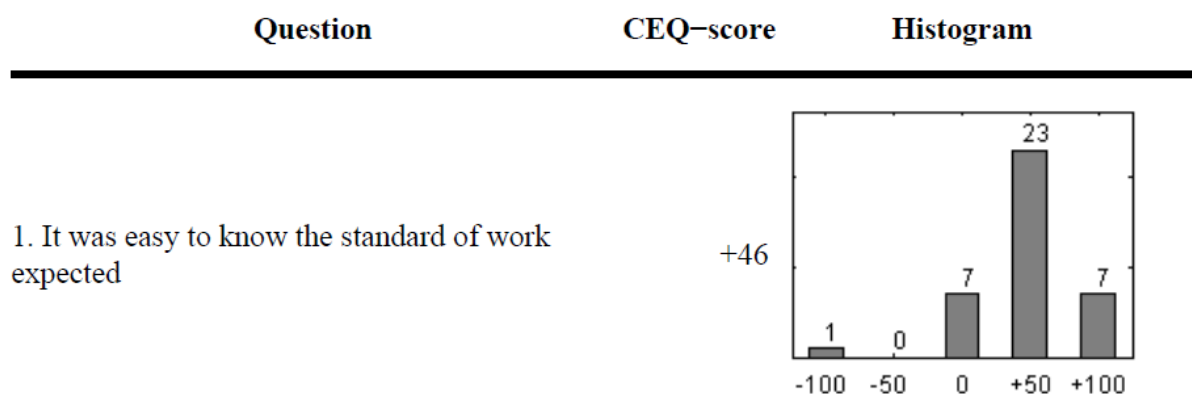 Question CEQ−score Histogram
23
1. It was easy to know the standard of work
expected
+46
7 7
1 0
-100 -50 0 +50 +100